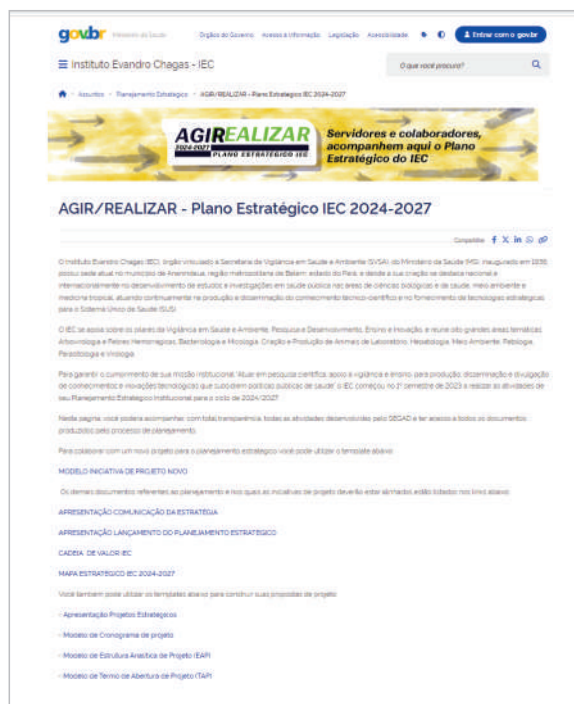 gov.br Ministério da Saúde Órgãos do Governo Acesso à Informação Legislação Acessibilidade Entrar com o gov.br
Instituto Evandro Chagas - IEC O que você procura?
Assuntos Planejamento Estratégico AGIR/REALIZAR - Plano Estratégico IEC 2024-2027
AGIREALIZAR
2024-2027 PLANO ESTRATÉGICO IEC
Servidores e colaboradores,
acompanhem aqui o Plano
Estratégico do IEC
AGIR/REALIZAR - Plano Estratégico IEC 2024-2027
Compartilhe:
O Instituto Evandro Chagas (IEC), órgão vinculado à Secretaria de Vigilância em Saúde e Ambiente (SVSA), do Ministério da Saúde (MS), inaugurado em 1936,
possui sede atual no município de Ananindeua, região metropolitana de Belém, estado do Pará, e desde a sua criação se destaca nacional e
internacionalmente no desenvolvimento de estudos e investigações em saúde pública nas áreas de ciências biológicas e da saúde, meio ambiente e
medicina tropical, atuando continuamente na produção e disseminação do conhecimento técnico-científico e no fornecimento de tecnologias estratégicas
para o Sistema Único de Saúde (SUS).
O IEC se apoia sobre os pilares da Vigilância em Saúde e Ambiente, Pesquisa e Desenvolvimento, Ensino e Inovação, e reúne oito grandes áreas temáticas:
Arbovirologia e Febres Hemorrágicas, Bacteriologia e Micologia, Criação e Produção de Animais de Laboratório, Hepatologia, Meio Ambiente, Patologia,
Parasitologia e Virologia.
Para garantir o cumprimento de sua missão institucional "Atuar em pesquisa científica, apoio à vigilância e ensino, para produção, disseminação e divulgação
de conhecimentos e inovações tecnológicas que subsidiem políticas públicas de saúde" o IEC começou no 1º semestre de 2023 a realizar as atividades de
seu Planejamento Estratégico Institucional para o ciclo de 2024/2027.
Nesta página, você poderá acompanhar, com total transparência, todas as atividades desenvolvidas pelo SEGAD e ter acesso a todos os documentos
produzidos pelo processo de planejamento.
Para colaborar com um novo projeto para o planejamento estratégico você pode utilizar o template abaixo:
MODELO INICIATIVA DE PROJETO NOVO
Os demais documentos referentes ao planejamento e nos quais as iniciativas de projeto deverão estar alinhados estão listados nos links abaixo:
APRESENTAÇÃO COMUNICAÇÃO DA ESTRATÉGIA
APRESENTAÇÃO LANÇAMENTO DO PLANEJAMENTO ESTRATÉGICO
CADEIA DE VALOR IEC
MAPA ESTRATÉGICO IEC 2024-2027
Você também pode utilizar os templates abaixo para construir suas propostas de projeto:
- Apresentação Projetos Estratégicos
- Modelo de Cronograma de projeto
- Modelo de Estrutura Analítica de Projeto (EAP)
- Modelo de Termo de Abertura de Projeto (TAP)